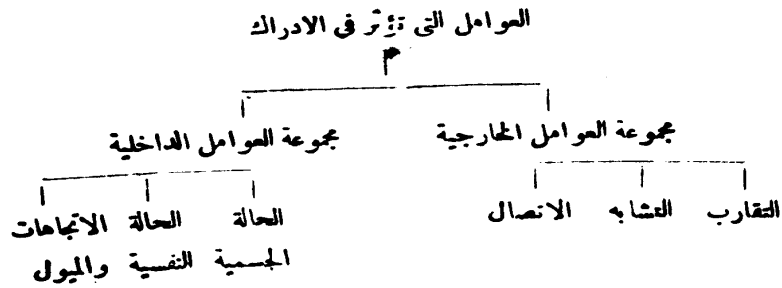 العوامل التى تؤثر فى الادراك
مجموعة العوامل الخارجية مجموعة العوامل الداخلية
التقارب التشابه الاتصال الحالة الحالة الاتجاهات
الجسمية النفسية والميول